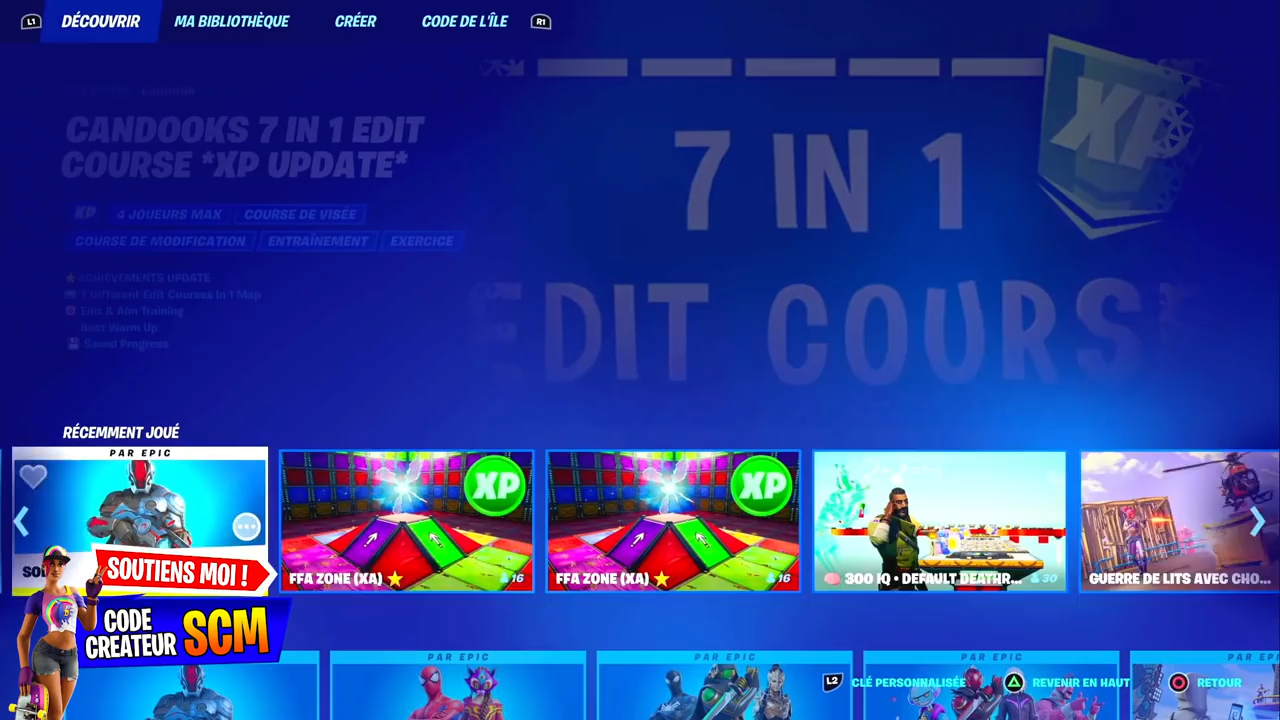 L1
DÉCOUVRIR
MA BIBLIOTHÈQUE
CRÉER
CODE DE L'ÎLE
R1
CANDOOKS 7 IN 1 EDIT
COURSE *XP UPDATE*
XP
4 JOUEURS MAX
COURSE DE VISÉE
COURSE DE MODIFICATION
ENTRAÎNEMENT
EXERCICE
ACHIEVEMENTS UPDATE
7 Different Edit Courses In 1 Map
Edit & Aim Training
Best Warm Up
Saved Progress
XP
7 IN 1
EDIT COURS
RÉCEMMENT JOUÉ
PAR EPIC
XP
FFA ZONE (XA)
16
XP
FFA ZONE (XA)
16
300 IQ • DEFAULT DEATHR...
30
GUERRE DE LITS AVEC CHO...
SOUTIENS MOI !
CODE
CREATEUR SCM
PAR EPIC
PAR EPIC
PAR EPIC
L2
CLÉ PERSONNALISÉE
REVENIR EN HAUT
RETOUR